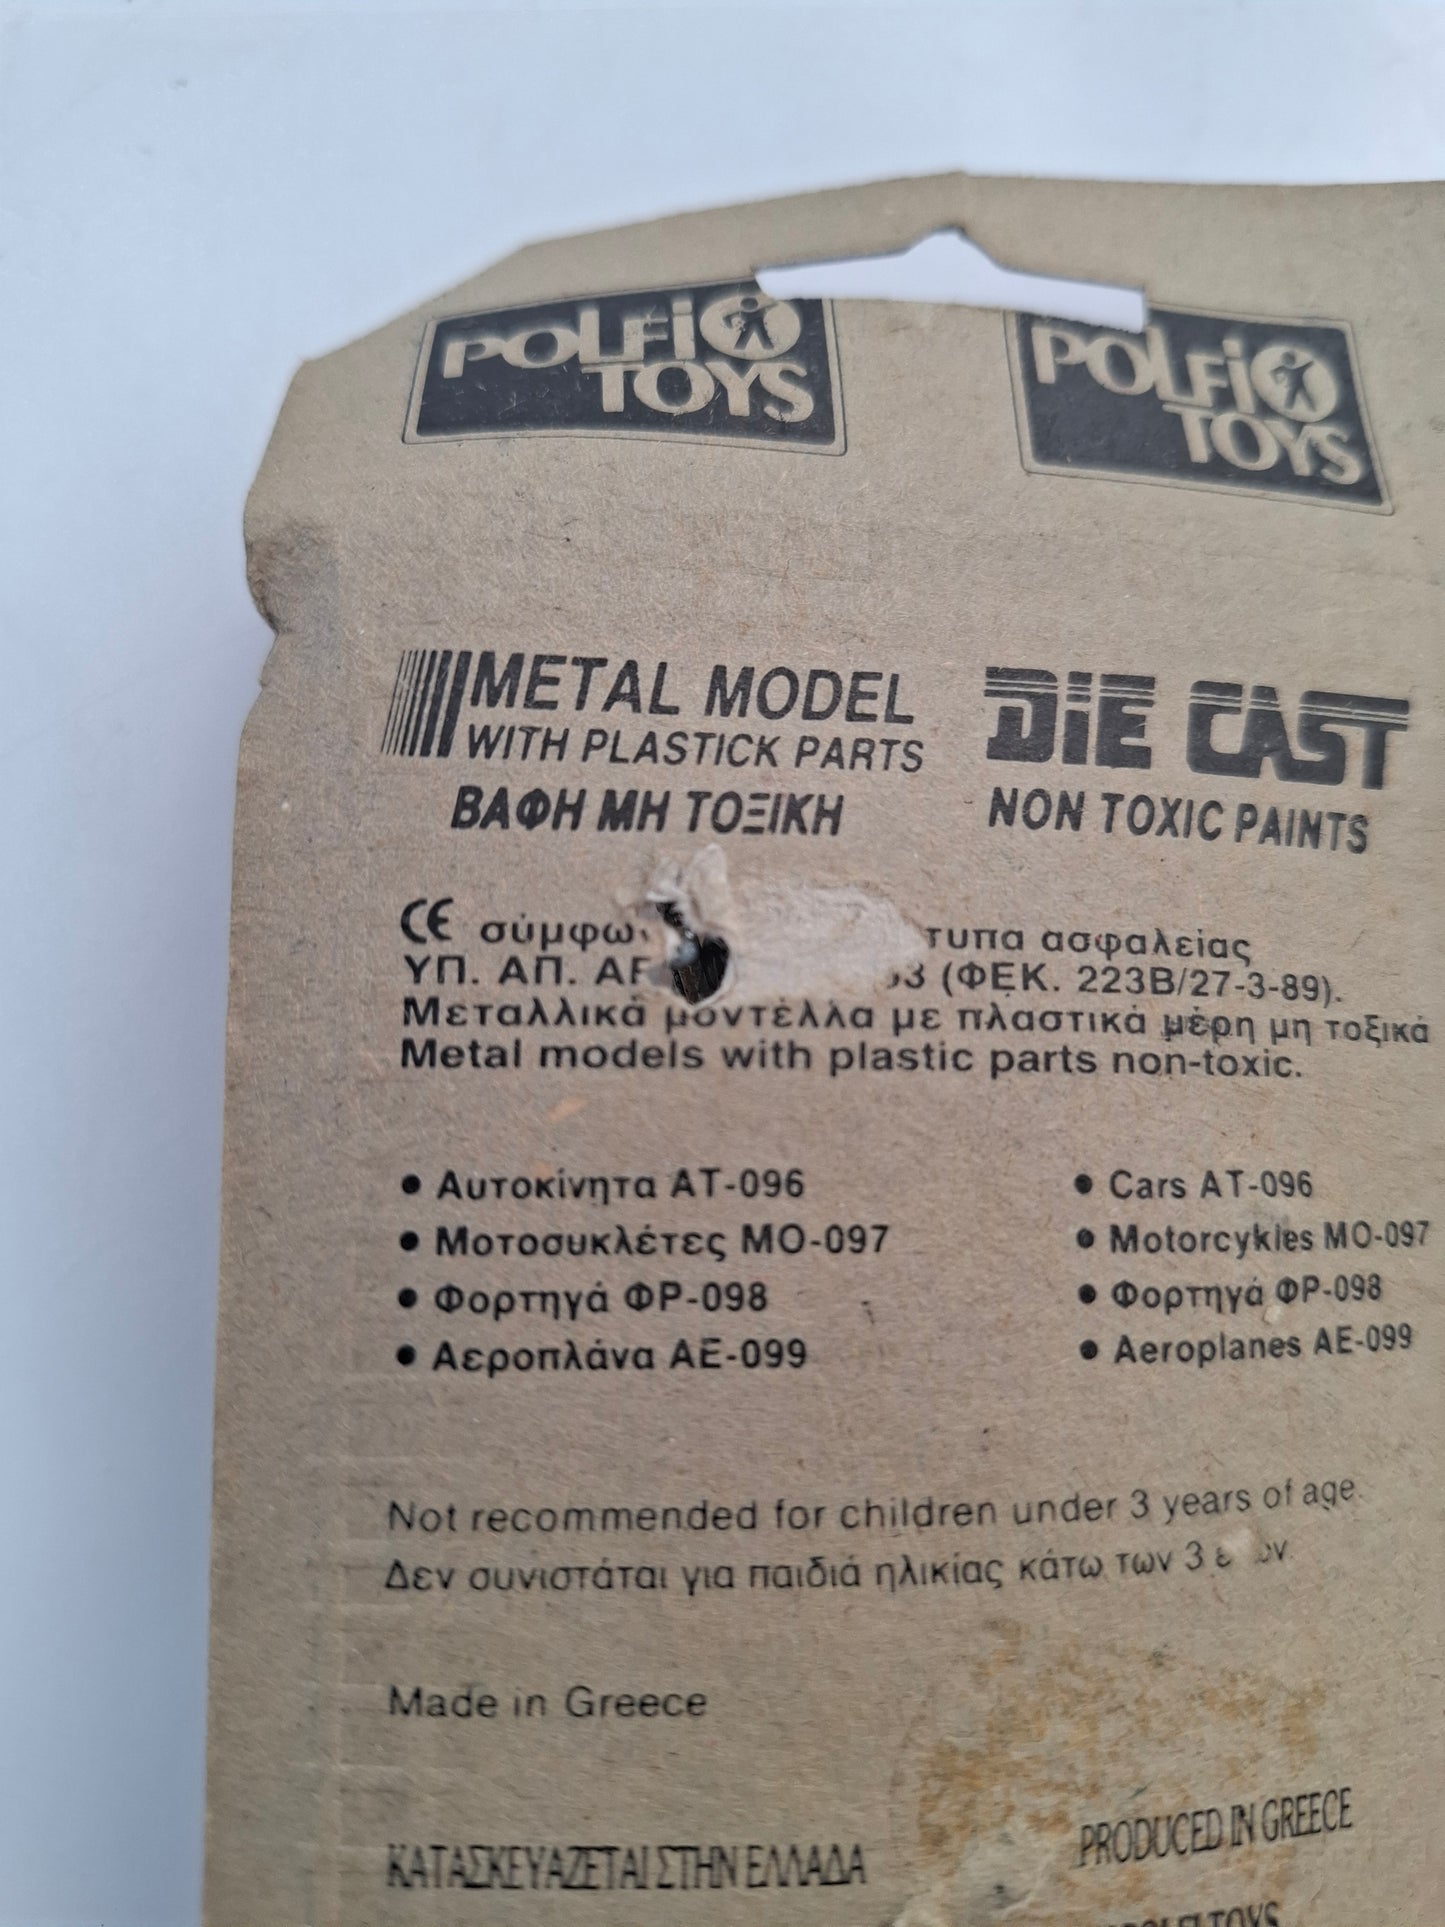 POLFI TOYS
POLFI TOYS
METAL MODEL
WITH PLASTICK PARTS
ΒΑΦΗ ΜΗ ΤΟΞΙΚΗ
DiE CAST
NON TOXIC PAINTS
CE ασφαλείας
ΥΠ. ΑΠ. (ΦΕΚ. 223Β/27-3-89).
Μεταλλικά μοντέλλα με πλαστικά μέρη μη τοξικά
Metal models with plastic parts non-toxic.
• Αυτοκίνητα ΑΤ-096
• Μοτοσυκλέτες ΜΟ-097
• Φορτηγά ΦΡ-098
• Αεροπλάνα ΑΕ-099
• Cars AT-096
• Motorcykles MO-097
• Φορτηγά ΦΡ-098
• Aeroplanes AE-099
Not recommended for children under 3 years of age.
Δεν συνιστάται για παιδιά ηλικίας κάτω των 3
Made in Greece
ΚΑΤΑΣΚΕΥΑΖΕΤΑΙ ΣΤΗΝ ΕΛΛΑΔΑ
PRODUCED IN GREECE
TOYS